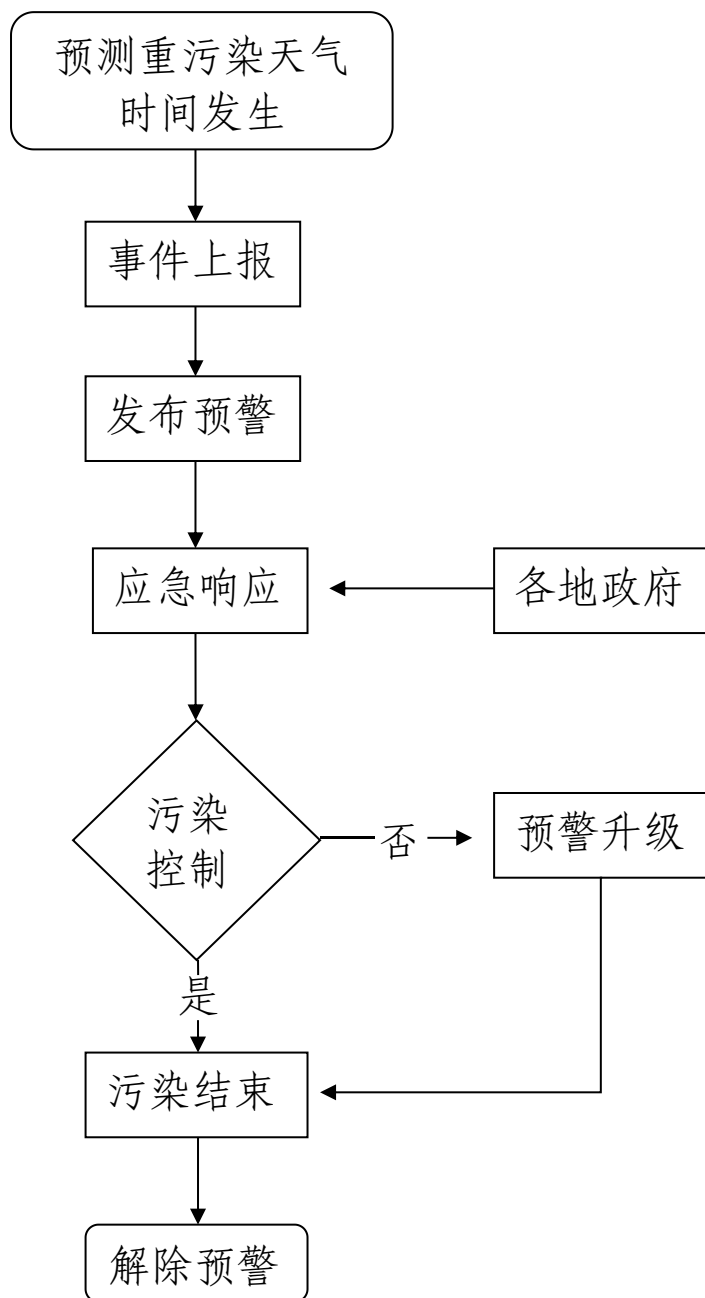 预测重污染天气
时间发生
事件上报
发布预警
应急响应
各地政府
污染
控制
否
预警升级
是
污染结束
解除预警